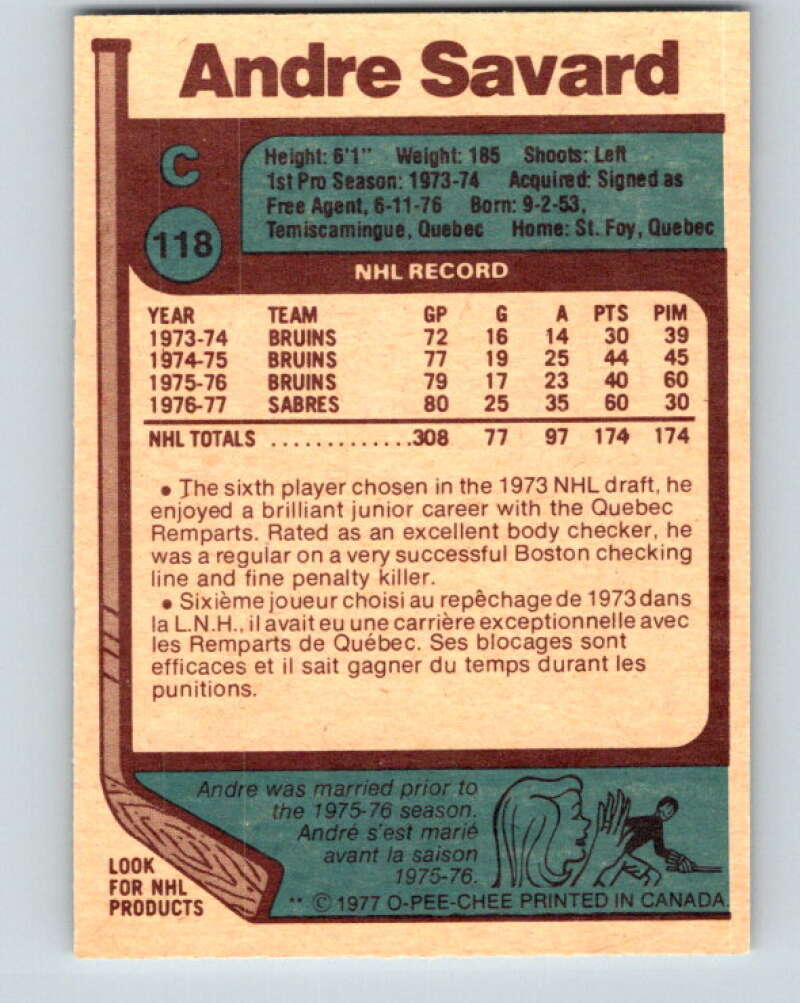 Andre Savard
C
118
Height: 6'1" Weight: 185 Shoots: Left
1st Pro Season: 1973-74 Acquired: Signed as
Free Agent, 6-11-76 Born: 9-2-53,
Temiscamingue, Quebec Home: St. Foy, Quebec
NHL RECORD
YEAR TEAM GP G A PTS PIM
1973-74 BRUINS 72 16 14 30 39
1974-75 BRUINS 77 19 25 44 45
1975-76 BRUINS 79 17 23 40 60
1976-77 SABRES 80 25 35 60 30
NHL TOTALS .............308 77 97 174 174
• The sixth player chosen in the 1973 NHL draft, he
enjoyed a brilliant junior career with the Quebec
Remparts. Rated as an excellent body checker, he
was a regular on a very successful Boston checking
line and fine penalty killer.
• Sixième joueur choisi au repêchage de 1973 dans
la L.N.H., il avait eu une carrière exceptionnelle avec
les Remparts de Québec. Ses blocages sont
efficaces et il sait gagner du temps durant les
punitions.
Andre was married prior to
the 1975-76 season.
André s'est marié
avant la saison
1975-76.
LOOK
FOR NHL
PRODUCTS
** © 1977 O-PEE-CHEE PRINTED IN CANADA.